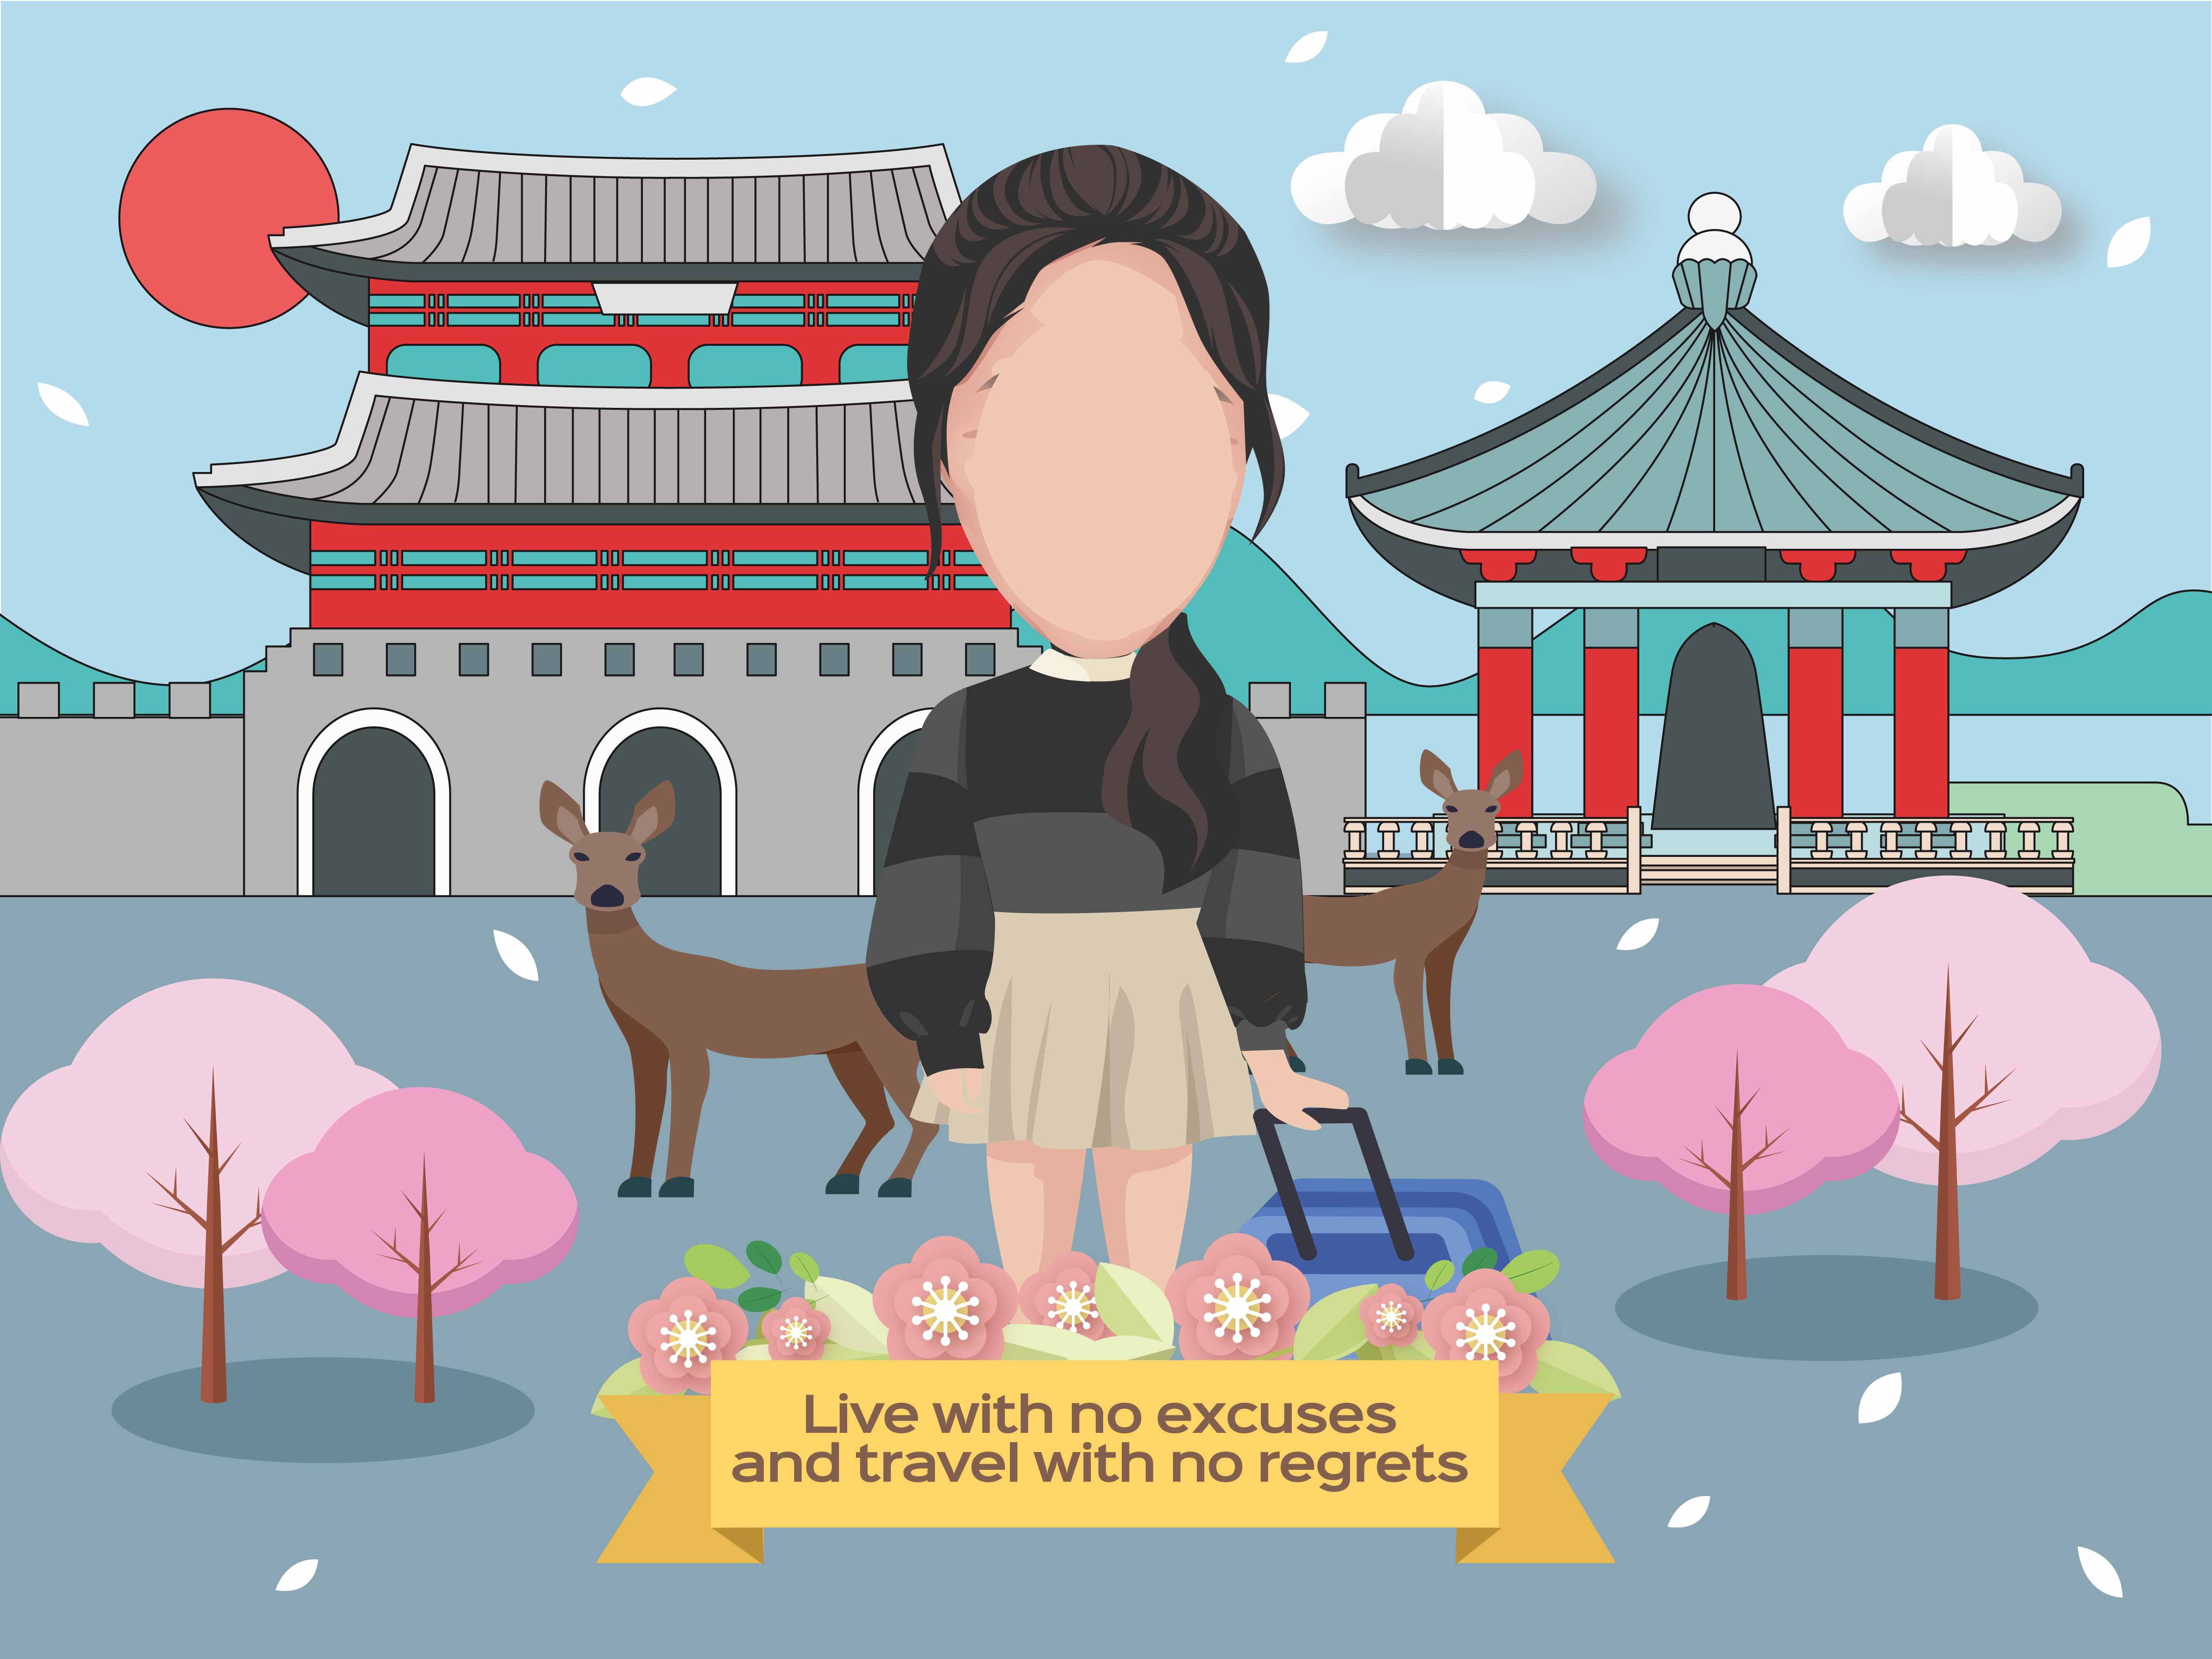 Live with no excuses
and travel with no regrets